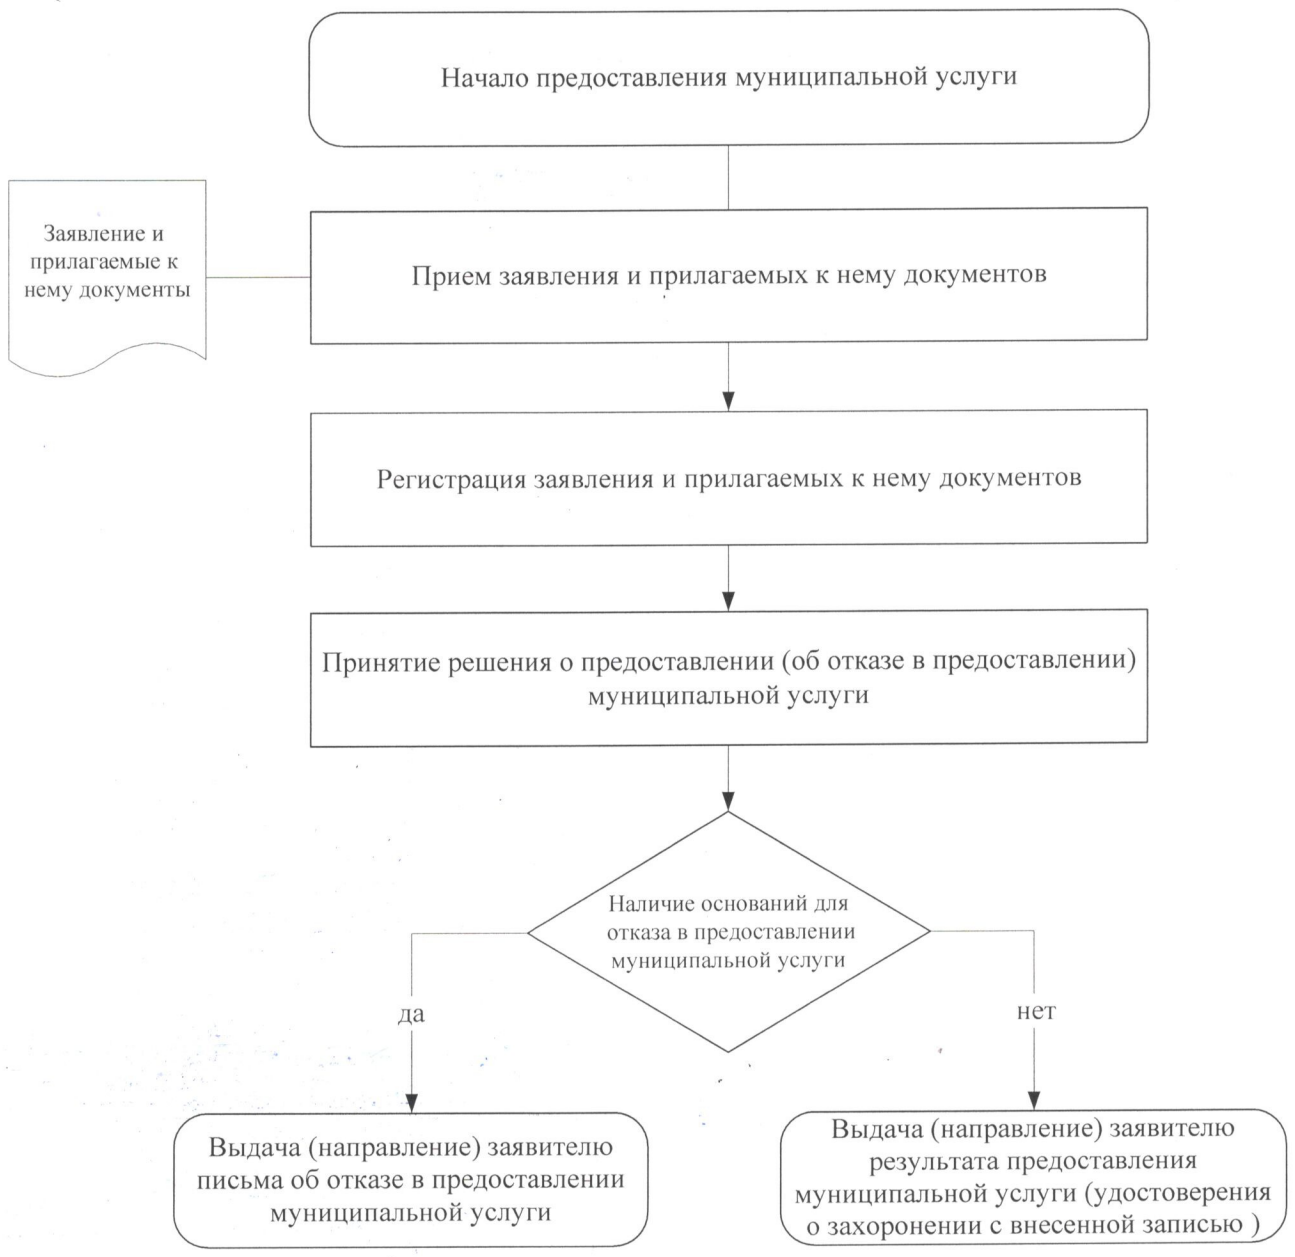 Начало предоставления муниципальной услуги
Заявление и
прилагаемые к
нему документы
Прием заявления и прилагаемых к нему документов
Регистрация заявления и прилагаемых к нему документов
Принятие решения о предоставлении (об отказе в предоставлении)
муниципальной услуги
Наличие оснований для
отказа в предоставлении
муниципальной услуги
да
нет
Выдача (направление) заявителю
письма об отказе в предоставлении
муниципальной услуги
Выдача (направление) заявителю
результата предоставления
муниципальной услуги (удостоверения
о захоронении с внесенной записью )